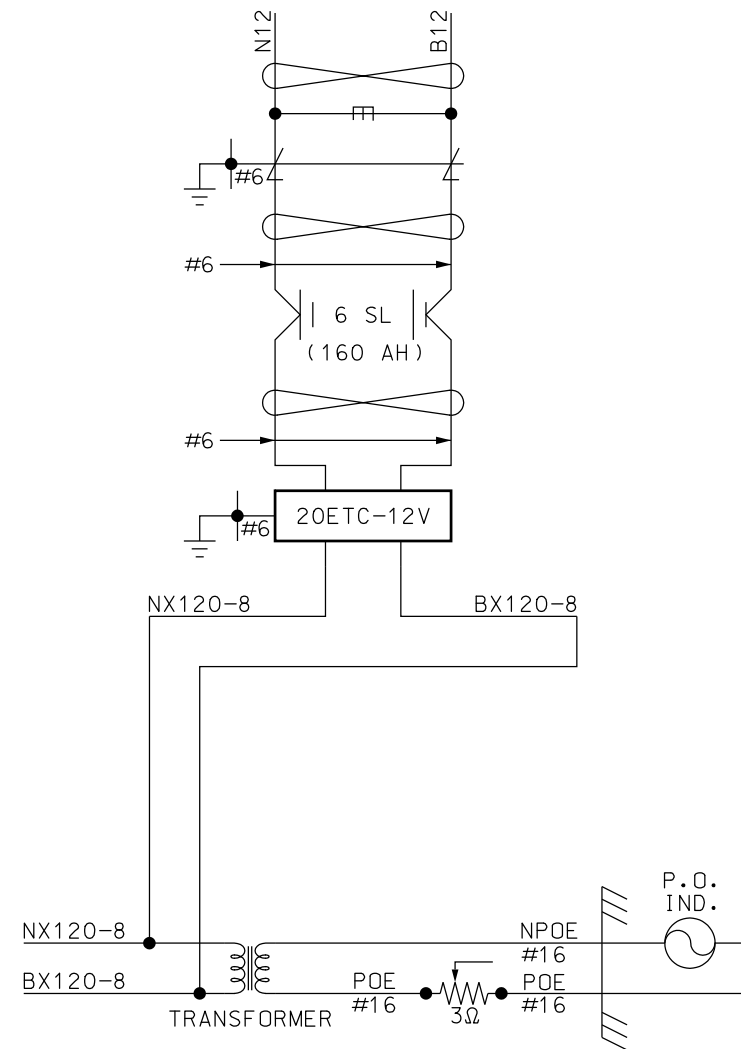 N12
B12
#6
#6
6 SL
(160 AH)
#6
20ETC-12V
#6
NX120-8
BX120-8
P.O.
IND.
NX120-8
NPOE
#16
BX120-8
POE
#16
POE
#16
3Ω
TRANSFORMER